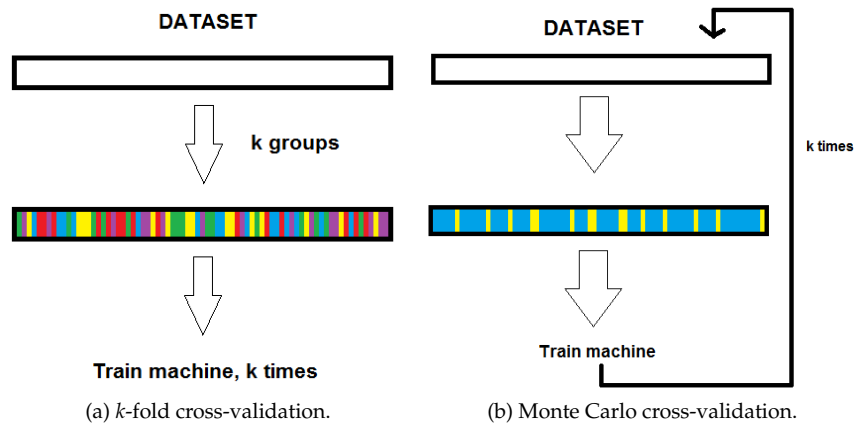 DATASET
k groups
Train machine, k times
(a) k-fold cross-validation.
DATASET
k times
Train machine
(b) Monte Carlo cross-validation.